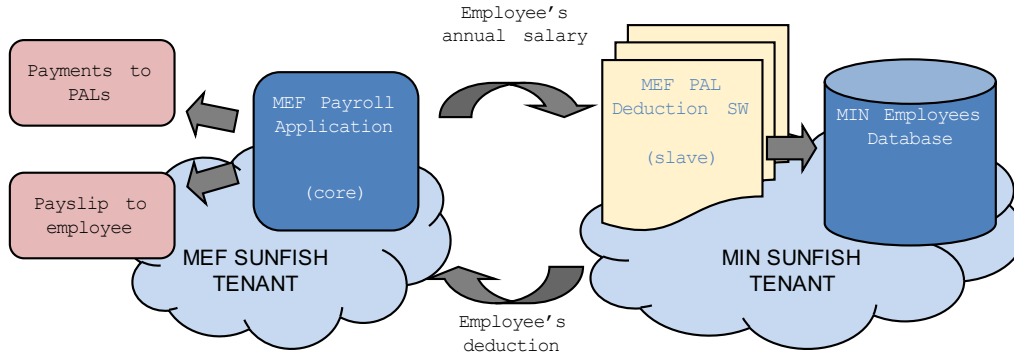 Employee's
annual salary
Payments to
PALs
MEF Payroll
Application
(core)
MEF PAL
Deduction SW
(slave)
MIN Employees
Database
Payslip to
employee
MEF SUNFISH
TENANT
MIN SUNFISH
TENANT
Employee's
deduction